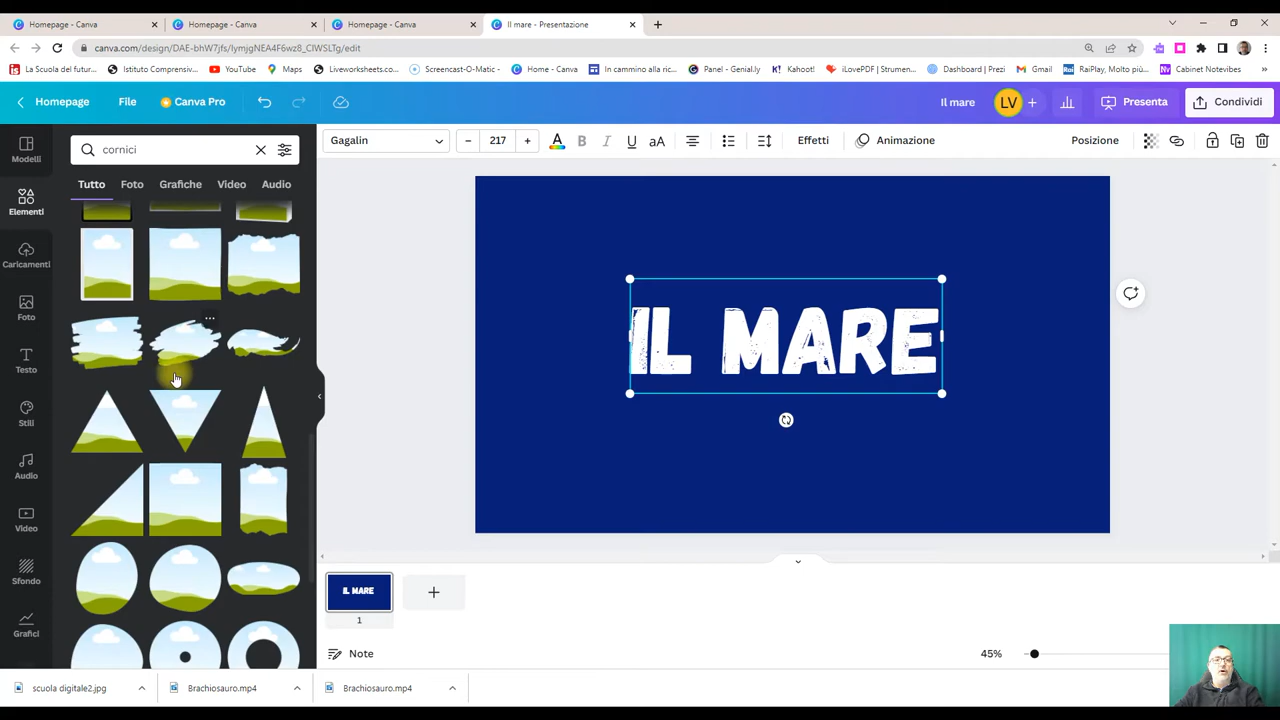 Homepage - Canva
Homepage - Canva
Homepage - Canva
Il mare - Presentazione
canva.com/design/DAE-bhW7jfs/IymjgNEA4F6wz8_CIWSLTg/edit
La Scuola del futur...
Istituto Comprensiv...
YouTube
Maps
Liveworksheets.co...
Screencast-O-Matic - ...
Home - Canva
In cammino alla ric...
Panel - Genial.ly
Kahoot!
iLovePDF | Strumen...
Dashboard | Prezi
Gmail
RaiPlay, Molto più...
Cabinet Notevibes
Homepage
File
Canva Pro
Il mare
LV
Presenta
Condividi
Modelli
Elementi
Caricamenti
Foto
Testo
Stili
Audio
Video
Sfondo
Grafici
cornici
Tutto
Foto
Grafiche
Video
Audio
Gagalin
217
aA
Effetti
Animazione
Posizione
IL MARE
IL MARE
1
Note
45%
scuola digitale2.jpg
Brachiosauro.mp4
Brachiosauro.mp4